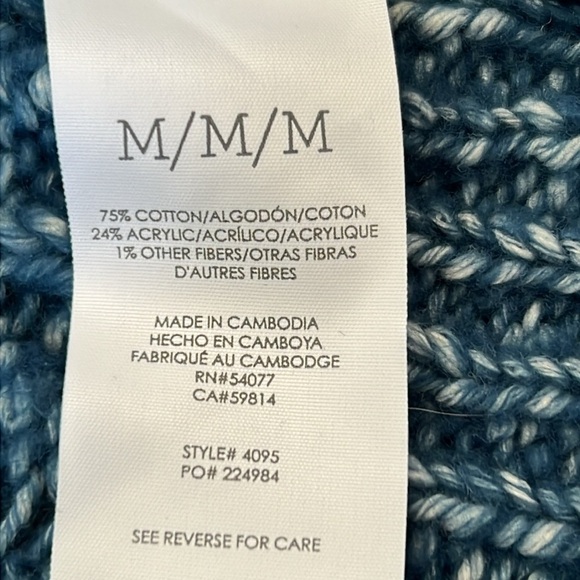 M/M/M
75% COTTON/ALGODÓN/COTON
24% ACRYLIC/ACRÍLICO/ACRYLIQUE
1% OTHER FIBERS/OTRAS FIBRAS
D'AUTRES FIBRES
MADE IN CAMBODIA
HECHO EN CAMBOYA
FABRIQUÉ AU CAMBODGE
RN#54077
CA#59814
STYLE# 4095
PO# 224984
SEE REVERSE FOR CARE